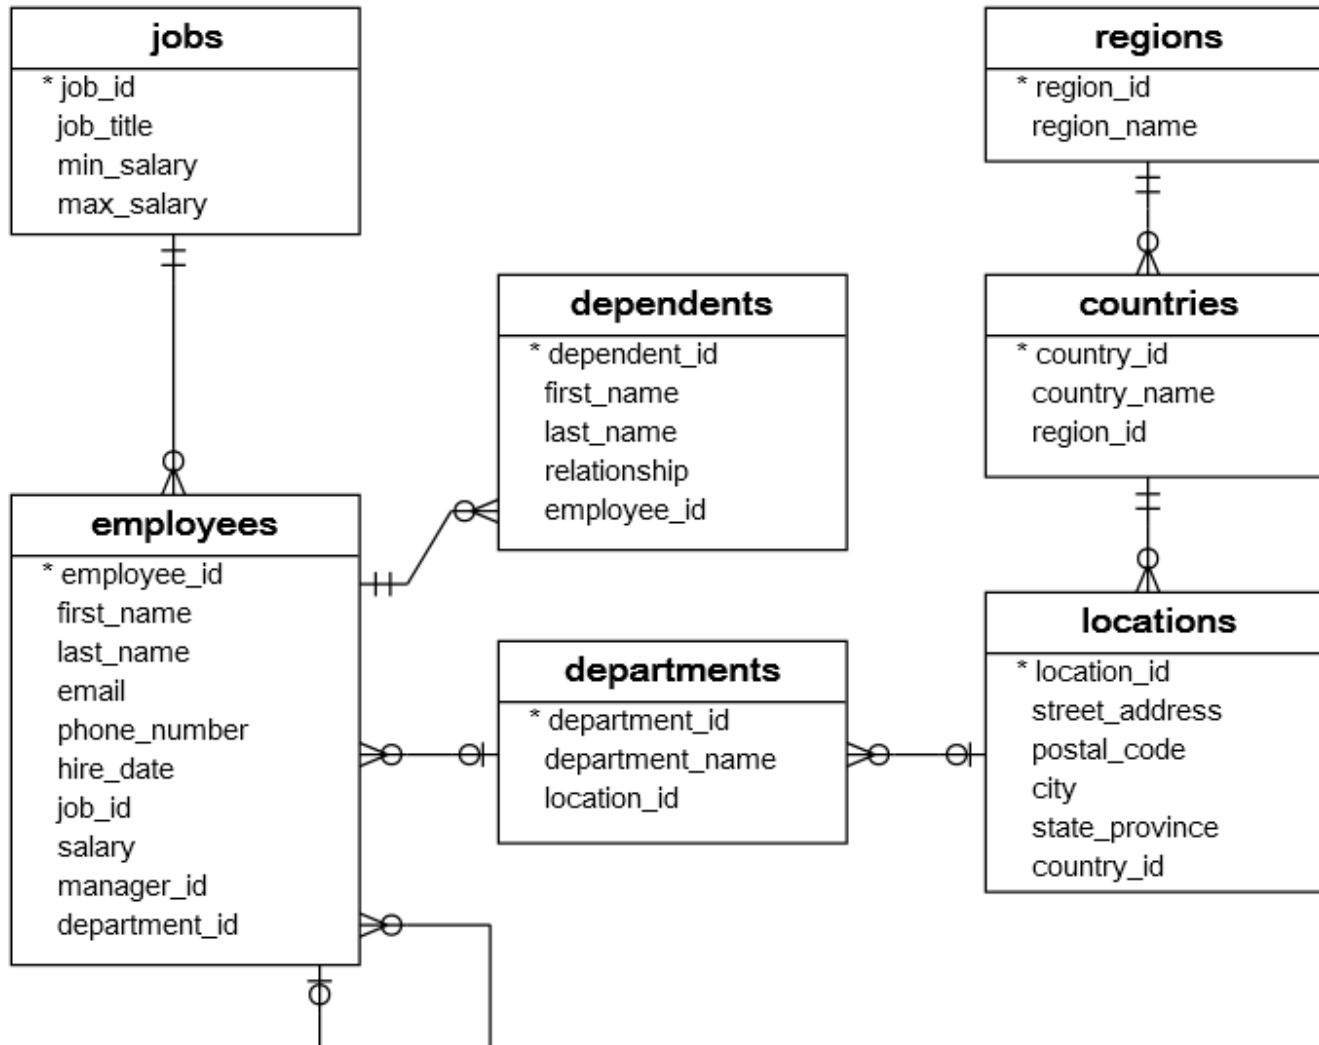 jobs
* job_id
job_title
min_salary
max_salary
regions
* region_id
region_name
dependents
* dependent_id
first_name
last_name
relationship
employee_id
countries
* country_id
country_name
region_id
employees
* employee_id
first_name
last_name
email
phone_number
hire_date
job_id
salary
manager_id
department_id
departments
* department_id
department_name
location_id
locations
* location_id
street_address
postal_code
city
state_province
country_id